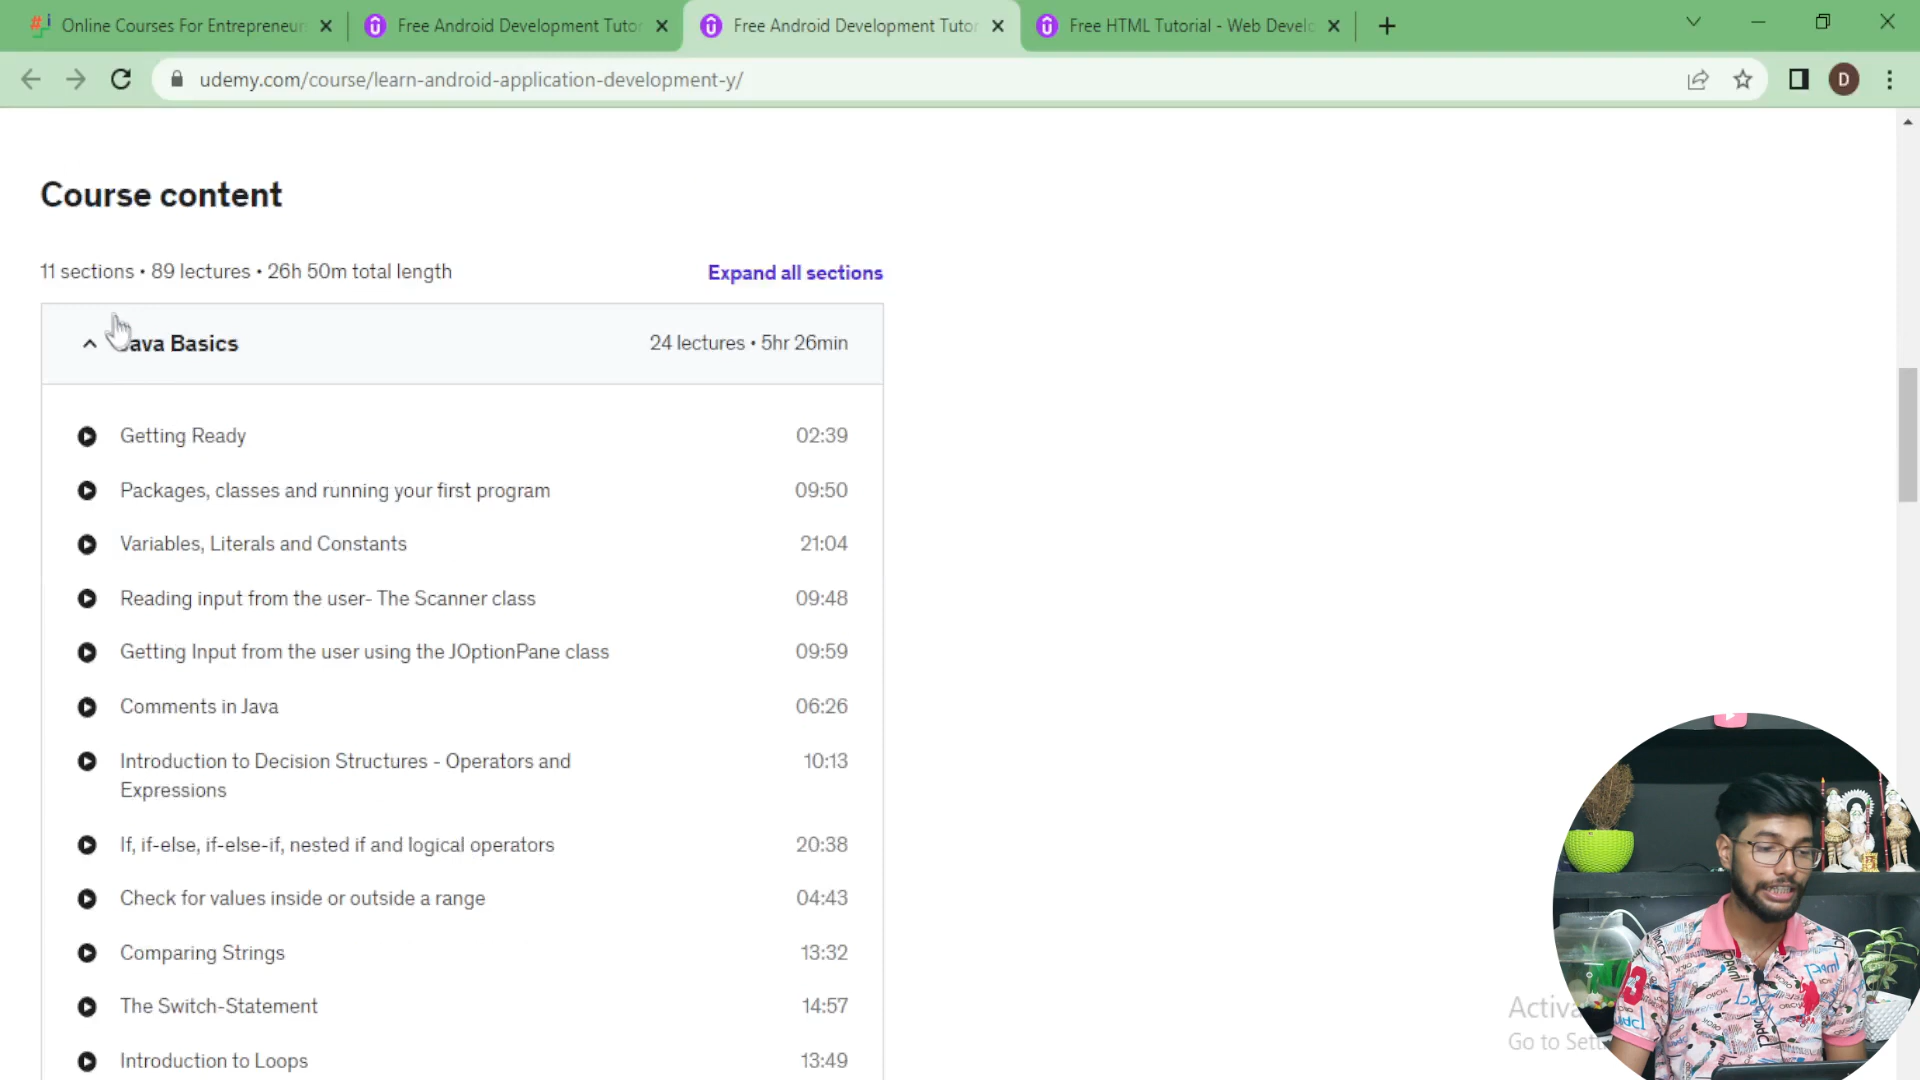 Online Courses For Entrepreneur
Free Android Development Tutor
Free Android Development Tutor
Free HTML Tutorial - Web Develo
udemy.com/course/learn-android-application-development-y/
D
Course content
11 sections • 89 lectures • 26h 50m total length
Expand all sections
Java Basics
24 lectures • 5hr 26min
Getting Ready
02:39
Packages, classes and running your first program
09:50
Variables, Literals and Constants
21:04
Reading input from the user- The Scanner class
09:48
Getting Input from the user using the JOptionPane class
09:59
Comments in Java
06:26
Introduction to Decision Structures - Operators and
Expressions
10:13
If, if-else, if-else-if, nested if and logical operators
20:38
Check for values inside or outside a range
04:43
Comparing Strings
13:32
The Switch-Statement
14:57
Introduction to Loops
13:49
Go to